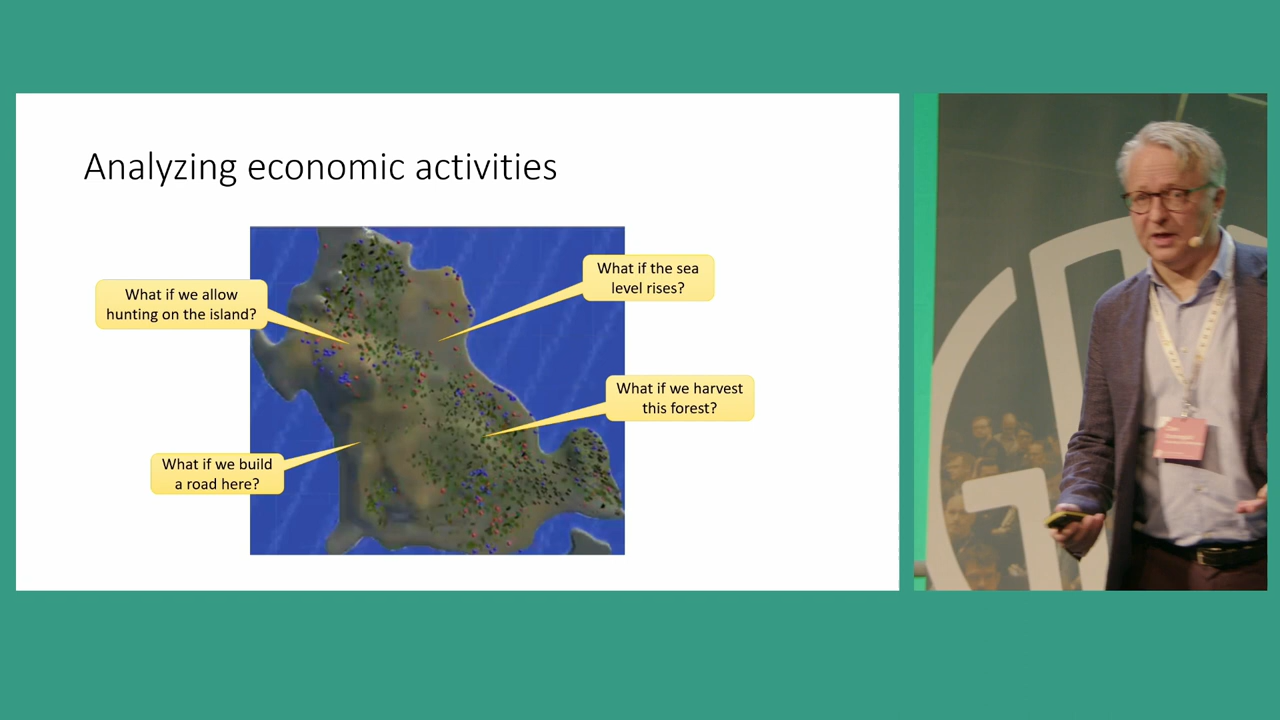 Analyzing economic activities
What if we allow
hunting on the island?
What if the sea
level rises?
What if we harvest
this forest?
What if we build
a road here?